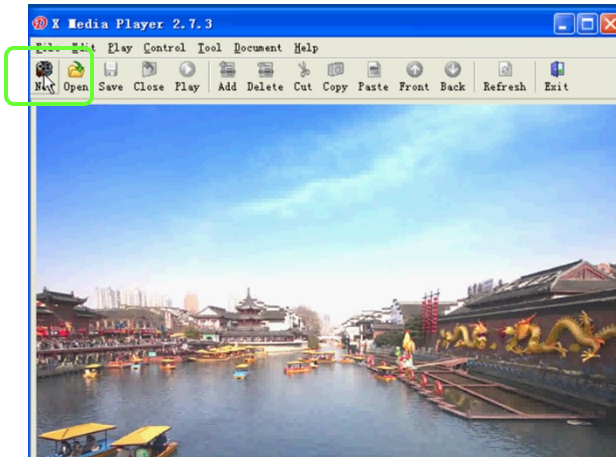 X Media Player 2.7.3
File Edit Play Control Tool Document Help
New Open Save Close Play Add Delete Cut Copy Paste Front Back Refresh Exit